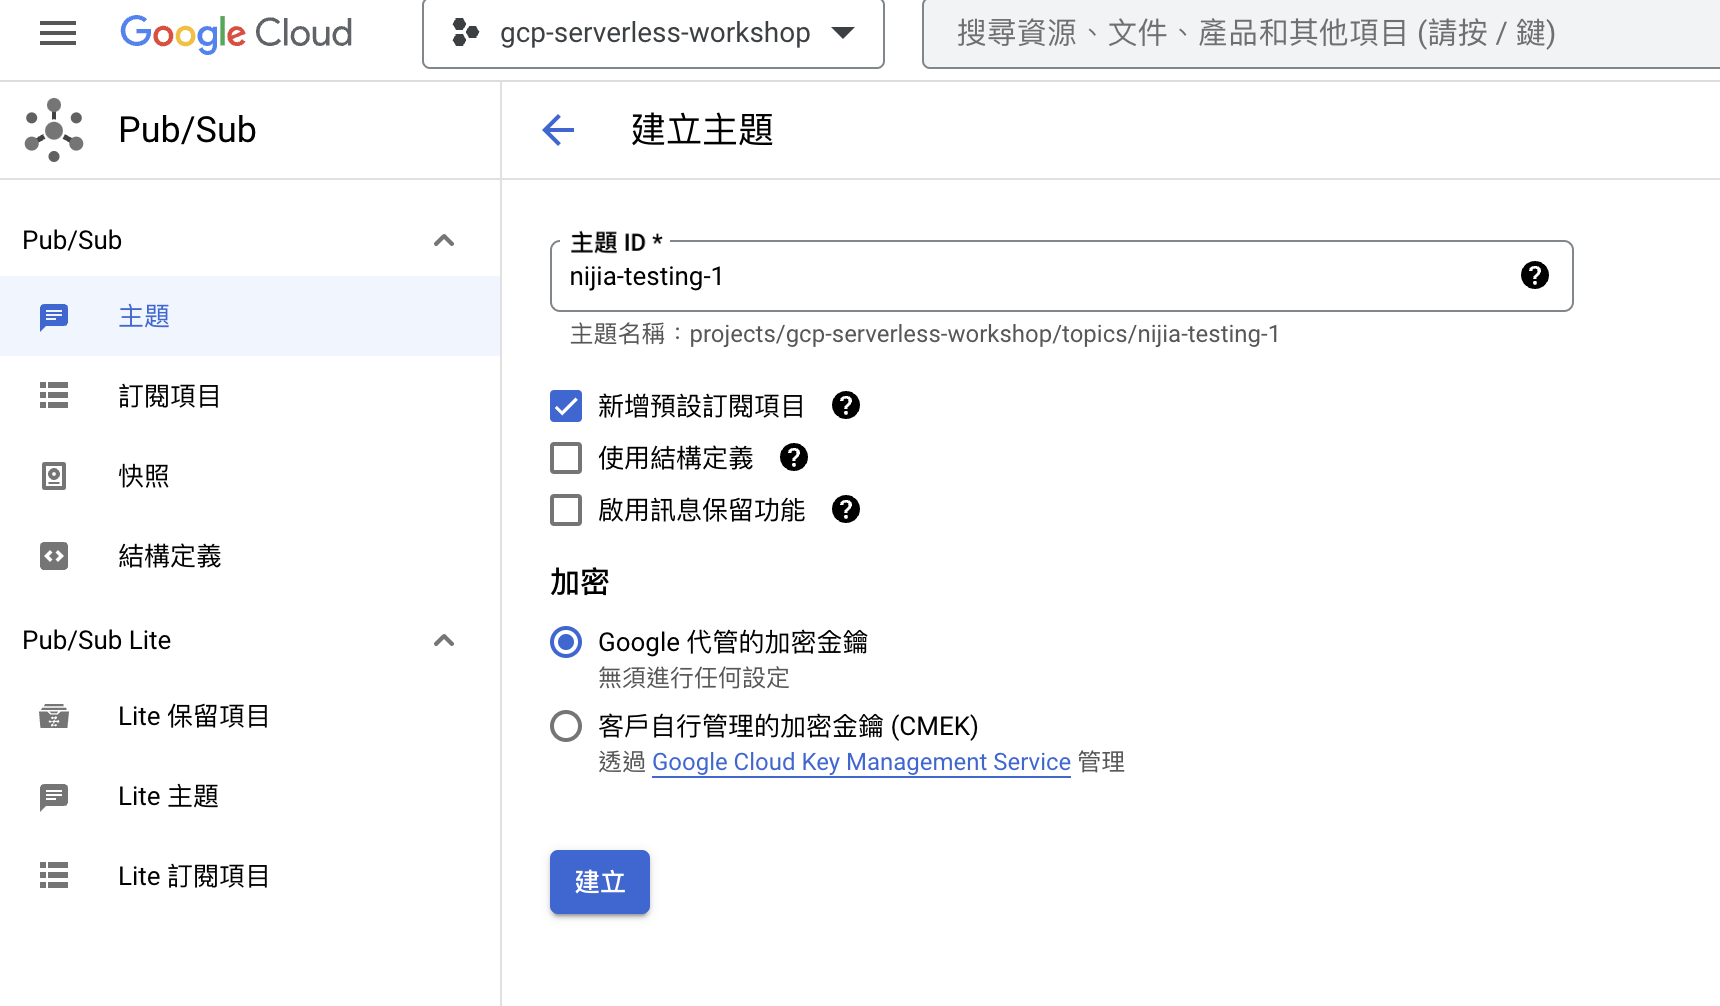 Google Cloud
gcp-serverless-workshop
搜尋資源、文件、產品和其他項目 (請按 / 鍵)
Pub/Sub
建立主題
Pub/Sub
主題
訂閱項目
快照
結構定義
Pub/Sub Lite
Lite 保留項目
Lite 主題
Lite 訂閱項目
主題 ID *
nijia-testing-1
主題名稱：projects/gcp-serverless-workshop/topics/nijia-testing-1
新增預設訂閱項目
使用結構定義
啟用訊息保留功能
加密
Google 代管的加密金鑰
無須進行任何設定
客戶自行管理的加密金鑰 (CMEK)
透過 Google Cloud Key Management Service 管理
建立